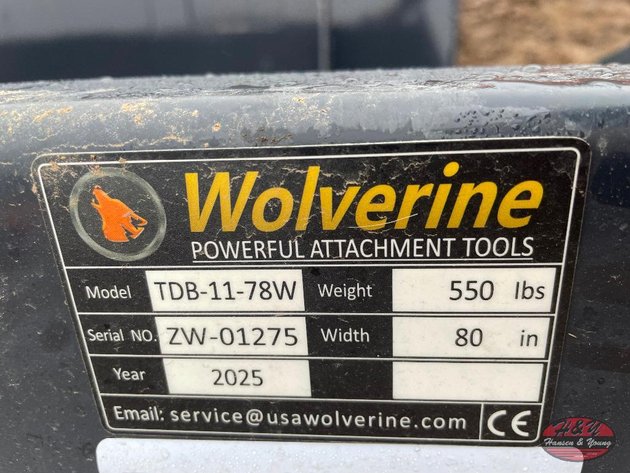 Wolverine
POWERFUL ATTACHMENT TOOLS
Model TDB-11-78W Weight 550 lbs
Serial NO. ZW-01275 Width 80 in
Year 2025
Email: service@usawolverine.com CE
H&Y
Hansen & Young